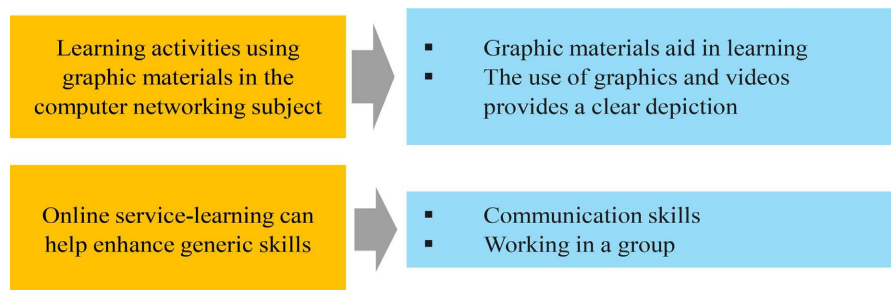 Learning activities using
graphic materials in the
computer networking subject
▪ Graphic materials aid in learning
▪ The use of graphics and videos
provides a clear depiction
Online service-learning can
help enhance generic skills
▪ Communication skills
▪ Working in a group